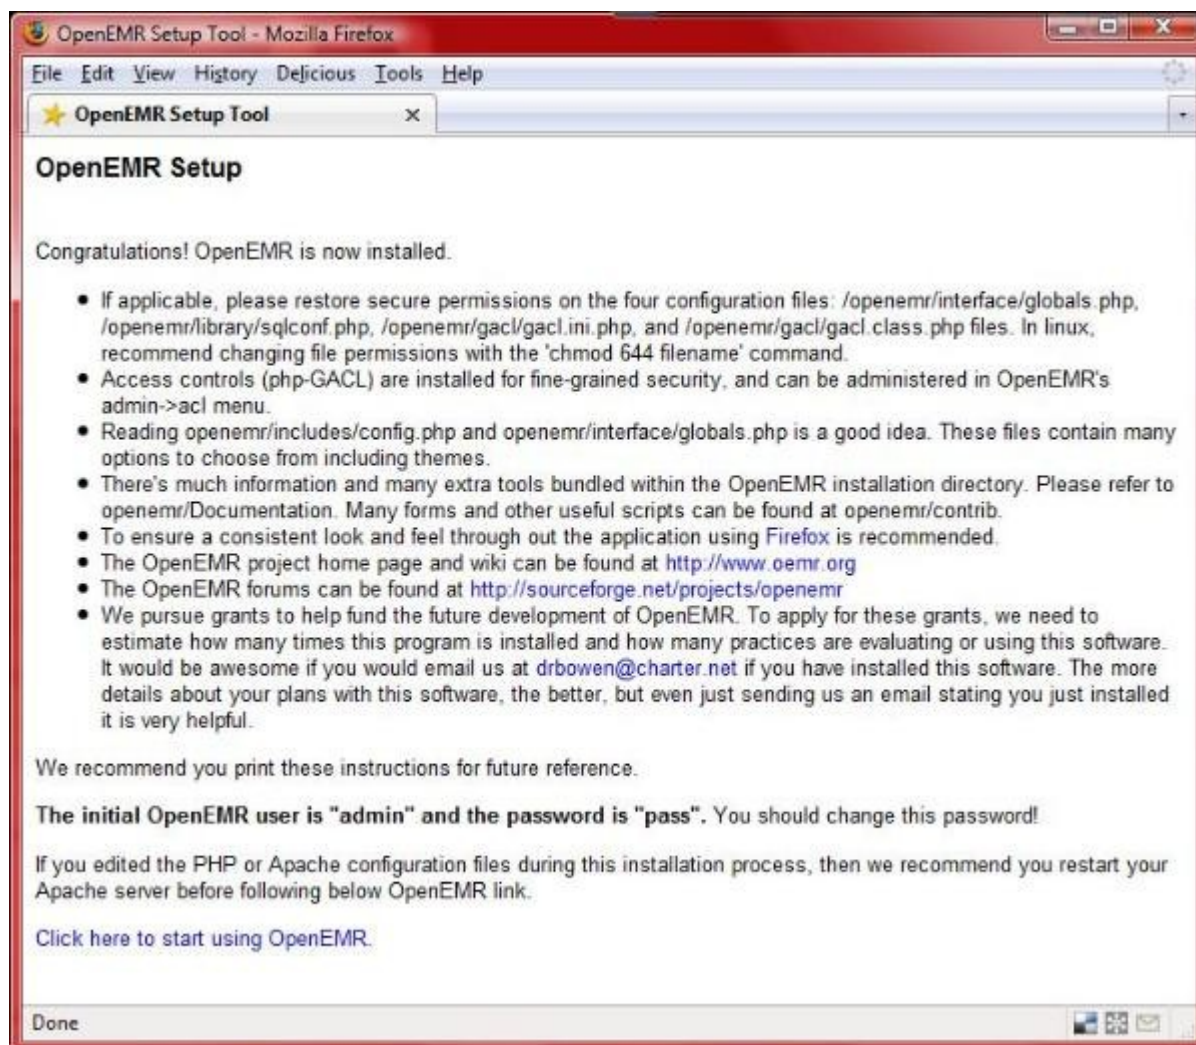 OpenEMR Setup Tool - Mozilla Firefox
File Edit View History Delicious Tools Help
OpenEMR Setup Tool
OpenEMR Setup
Congratulations! OpenEMR is now installed.
• If applicable, please restore secure permissions on the four configuration files: /openemr/interface/globals.php,
/openemr/library/sqlconf.php, /openemr/gacl/gacl.ini.php, and /openemr/gacl/gacl.class.php files. In linux,
recommend changing file permissions with the 'chmod 644 filename' command.
• Access controls (php-GACL) are installed for fine-grained security, and can be administered in OpenEMR's
admin->acl menu.
• Reading openemr/includes/config.php and openemr/interface/globals.php is a good idea. These files contain many
options to choose from including themes.
• There's much information and many extra tools bundled within the OpenEMR installation directory. Please refer to
openemr/Documentation. Many forms and other useful scripts can be found at openemr/contrib.
• To ensure a consistent look and feel through out the application using Firefox is recommended.
• The OpenEMR project home page and wiki can be found at http://www.oemr.org
• The OpenEMR forums can be found at http://sourceforge.net/projects/openemr
• We pursue grants to help fund the future development of OpenEMR. To apply for these grants, we need to
estimate how many times this program is installed and how many practices are evaluating or using this software.
It would be awesome if you would email us at drbowen@charter.net if you have installed this software. The more
details about your plans with this software, the better, but even just sending us an email stating you just installed
it is very helpful.
We recommend you print these instructions for future reference.
The initial OpenEMR user is "admin" and the password is "pass". You should change this password!
If you edited the PHP or Apache configuration files during this installation process, then we recommend you restart your
Apache server before following below OpenEMR link.
Click here to start using OpenEMR.
Done